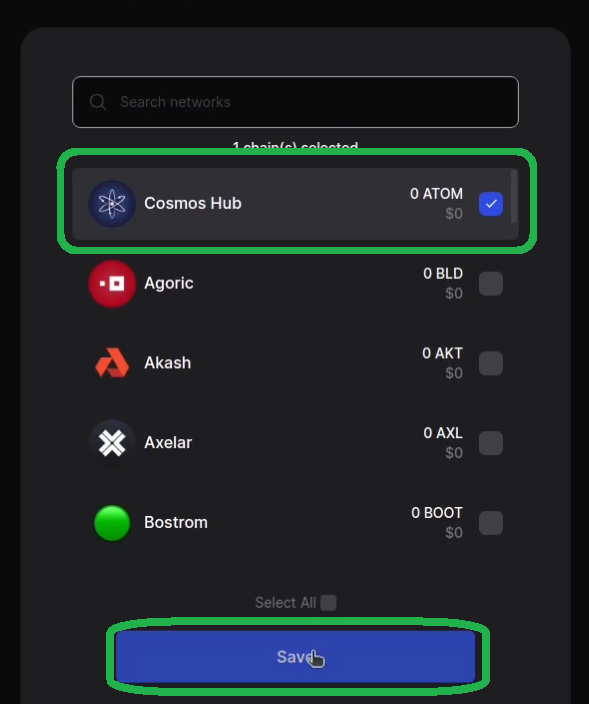 Search networks
1 chain(s) selected
Cosmos Hub
0 ATOM
$0
Agoric
0 BLD
$0
Akash
0 AKT
$0
Axelar
0 AXL
$0
Bostrom
0 BOOT
$0
Select All
Save